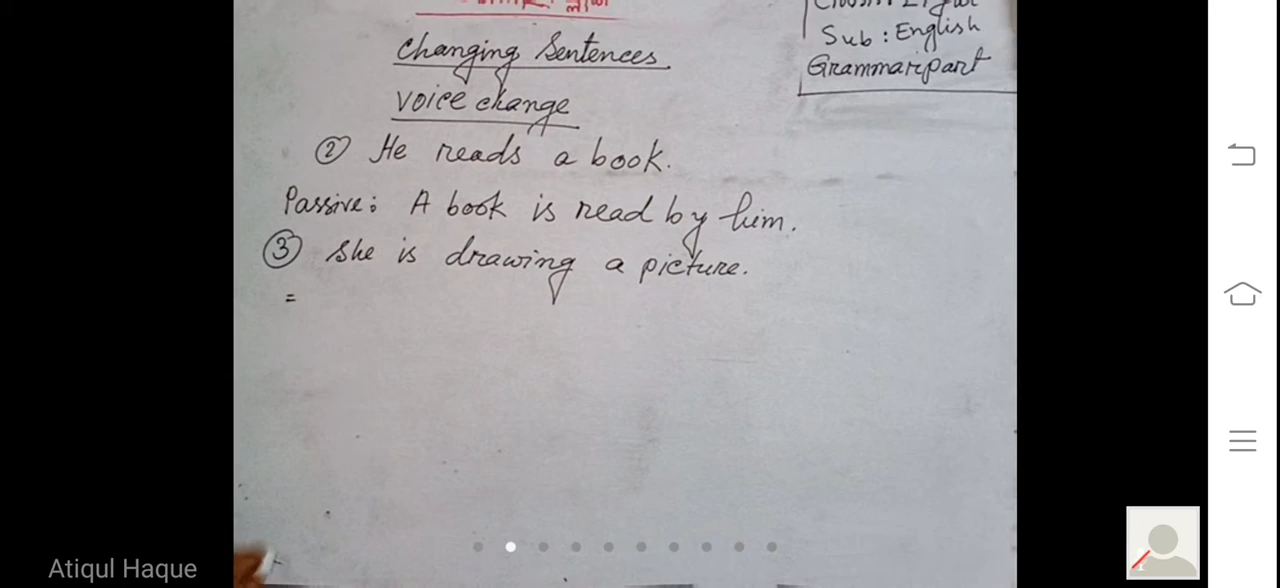 Sub : English
Grammar part
Changing Sentences
Voice change
② He reads a book.
Passive: A book is read by him.
③ She is drawing a picture.
=
Atiqul Haque